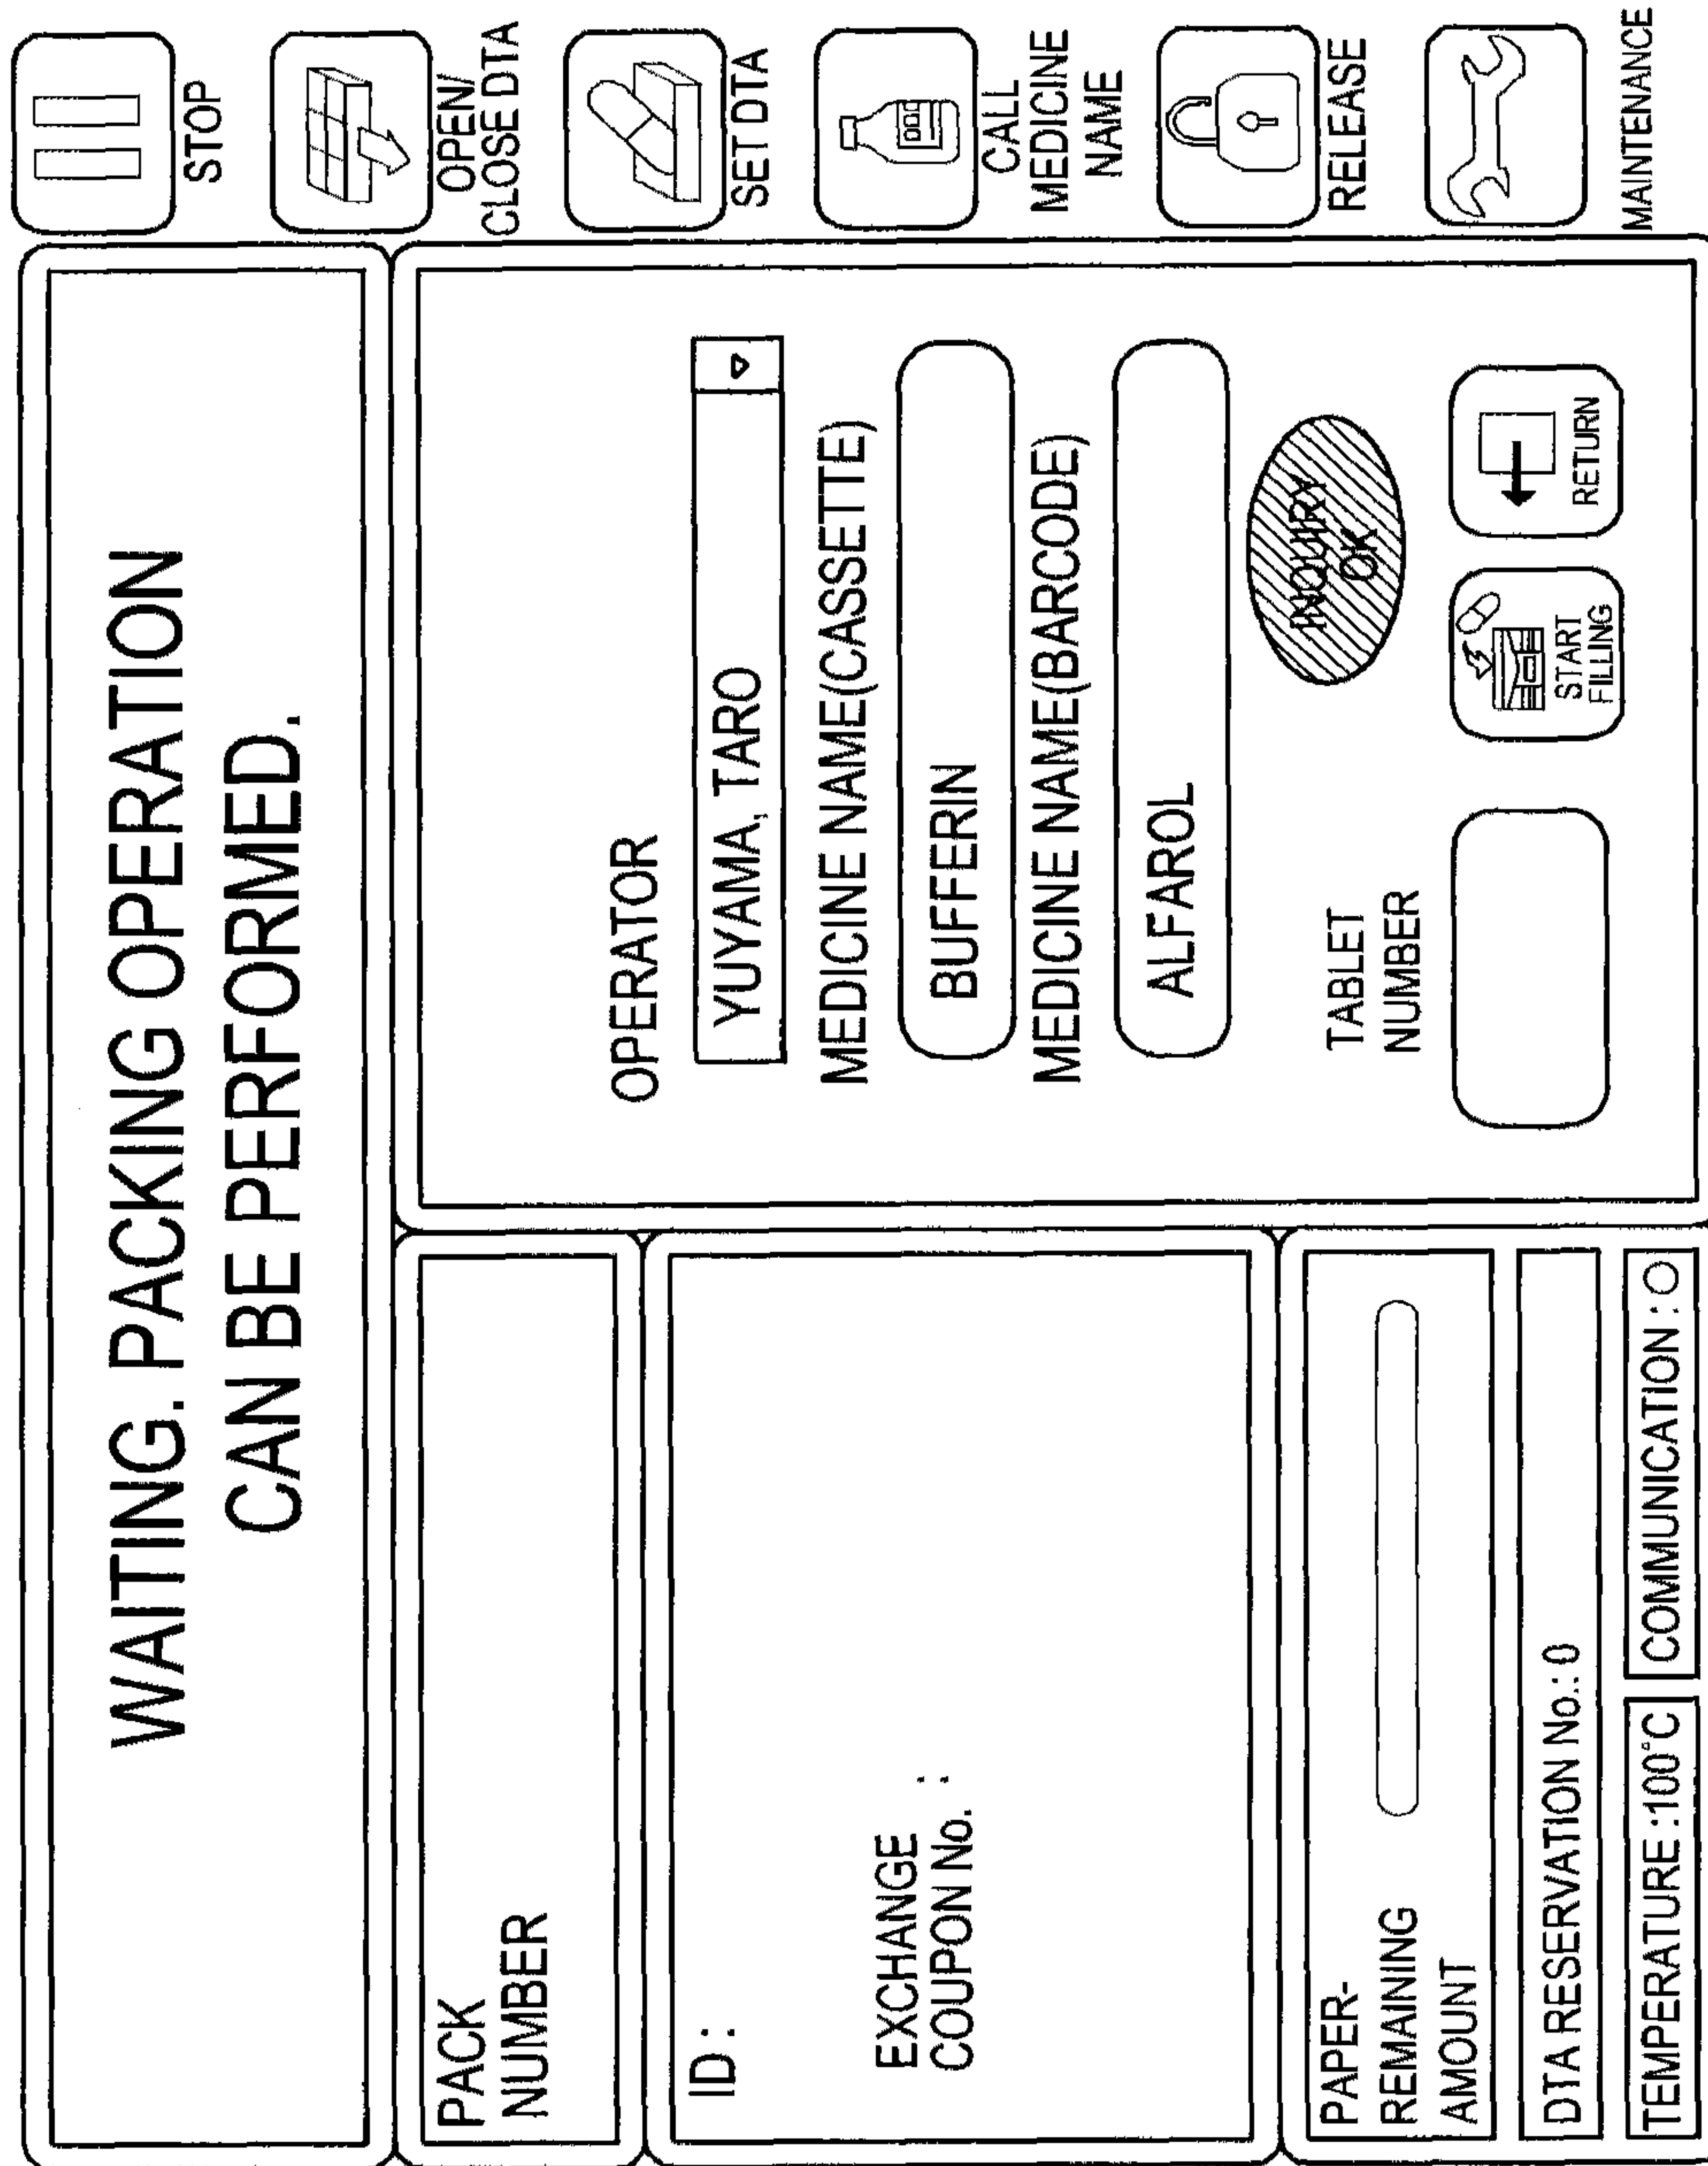 WAITING. PACKING OPERATION
CAN BE PERFORMED.
PACK
NUMBER
ID :
EXCHANGE
COUPON No. :
PAPER-
REMAINING
AMOUNT
DTA RESERVATION No.: 0
TEMPERATURE :100°C
COMMUNICATION : ○
OPERATOR
YUYAMA, TARO
MEDICINE NAME(CASSETTE)
BUFFERIN
MEDICINE NAME(BARCODE)
ALFAROL
INQUIRY
OK
TABLET
NUMBER
START
FILLING
RETURN
STOP
OPEN/
CLOSE DTA
SET DTA
CALL
MEDICINE
NAME
RELEASE
MAINTENANCE